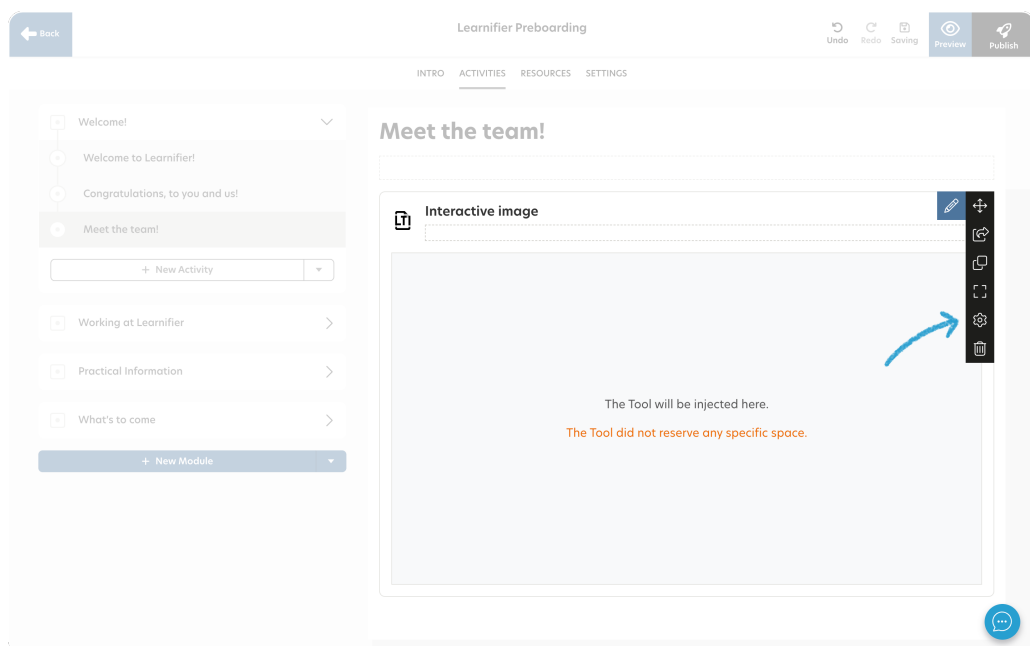 Back
Learnifier Preboarding
Undo
Redo
Saving
Preview
Publish
INTRO
ACTIVITIES
RESOURCES
SETTINGS
Welcome!
Welcome to Learnifier!
Congratulations, to you and us!
Meet the team!
+ New Activity
Working at Learnifier
Practical Information
What's to come
+ New Module
Meet the team!
LTI
Interactive image
The Tool will be injected here.
The Tool did not reserve any specific space.